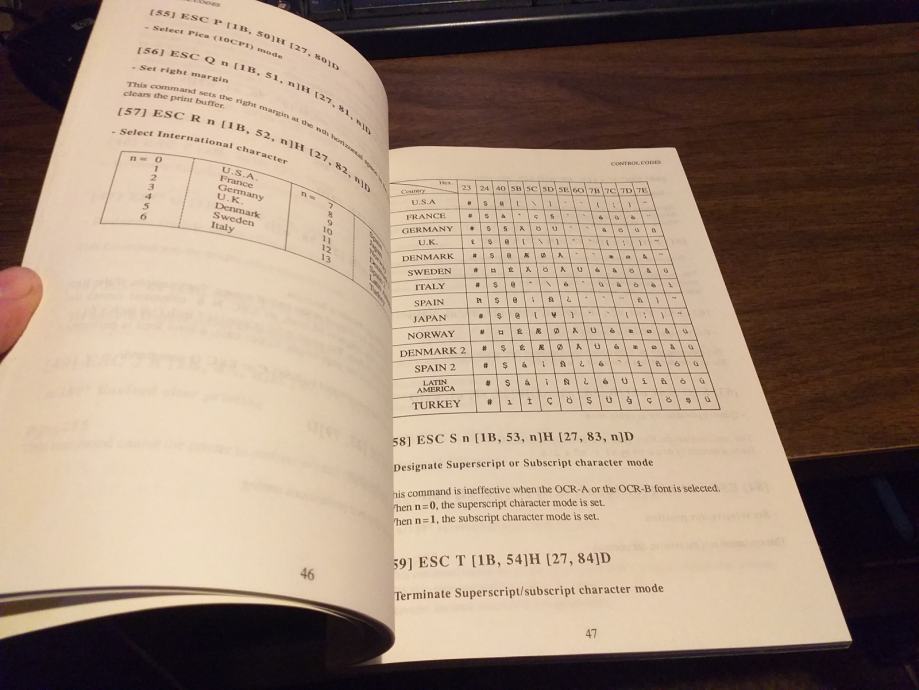 CODES
[55] ESC P [1B, 50]H [27, 80]D
- Select Pica (10CPI) mode
[56] ESC Q n [1B, 51, n]H [27, 81, n]D
- Set right margin
This command sets the right margin at the nth horizontal
clears the print buffer.
[57] ESC R n [1B, 52, n]H [27, 82, n]D
- Select International character
n = 0 U.S.A. n = 7
1 France 8
2 Germany 9
3 U.K. 10
4 Denmark 11
5 Sweden 12
6 Italy 13
46
CONTROL CODES
Hex.
Country 23 24 40 5B 5C 5D 5E 60 7B 7C 7D 7E
U.S.A # $ @ [ \ ] { | }
FRANCE # $ à ç §
GERMANY # $ § Ä Ö Ü ä ö ü ß
U.K. £ $ @ [ \ ] { | }
DENMARK # $ @ Æ Ø Å æ ø å
SWEDEN # ¤ É Ä Ö Å Ü é ä ö å ü
ITALY # $ @ ° \ é ù à ò è ì
SPAIN ₧ $ @ ¡ Ñ ¿ ñ }
JAPAN # $ @ [ ¥ ] { | }
NORWAY # ¤ É Æ Ø Å Ü é æ ø å ü
DENMARK 2 # $ É Æ Ø Å Ü é æ ø å ü
SPAIN 2 # $ á ¡ Ñ ¿ é í ñ ó ú
LATIN AMERICA # $ á ¡ Ñ ¿ é ü í ñ ó ú
TURKEY # ı İ Ç Ö Ş Ü ğ ç ö ş ü
58] ESC S n [1B, 53, n]H [27, 83, n]D
Designate Superscript or Subscript character mode
his command is ineffective when the OCR-A or the OCR-B font is selected.
hen n=0, the superscript character mode is set.
hen n=1, the subscript character mode is set.
59] ESC T [1B, 54]H [27, 84]D
Terminate Superscript/subscript character mode
47